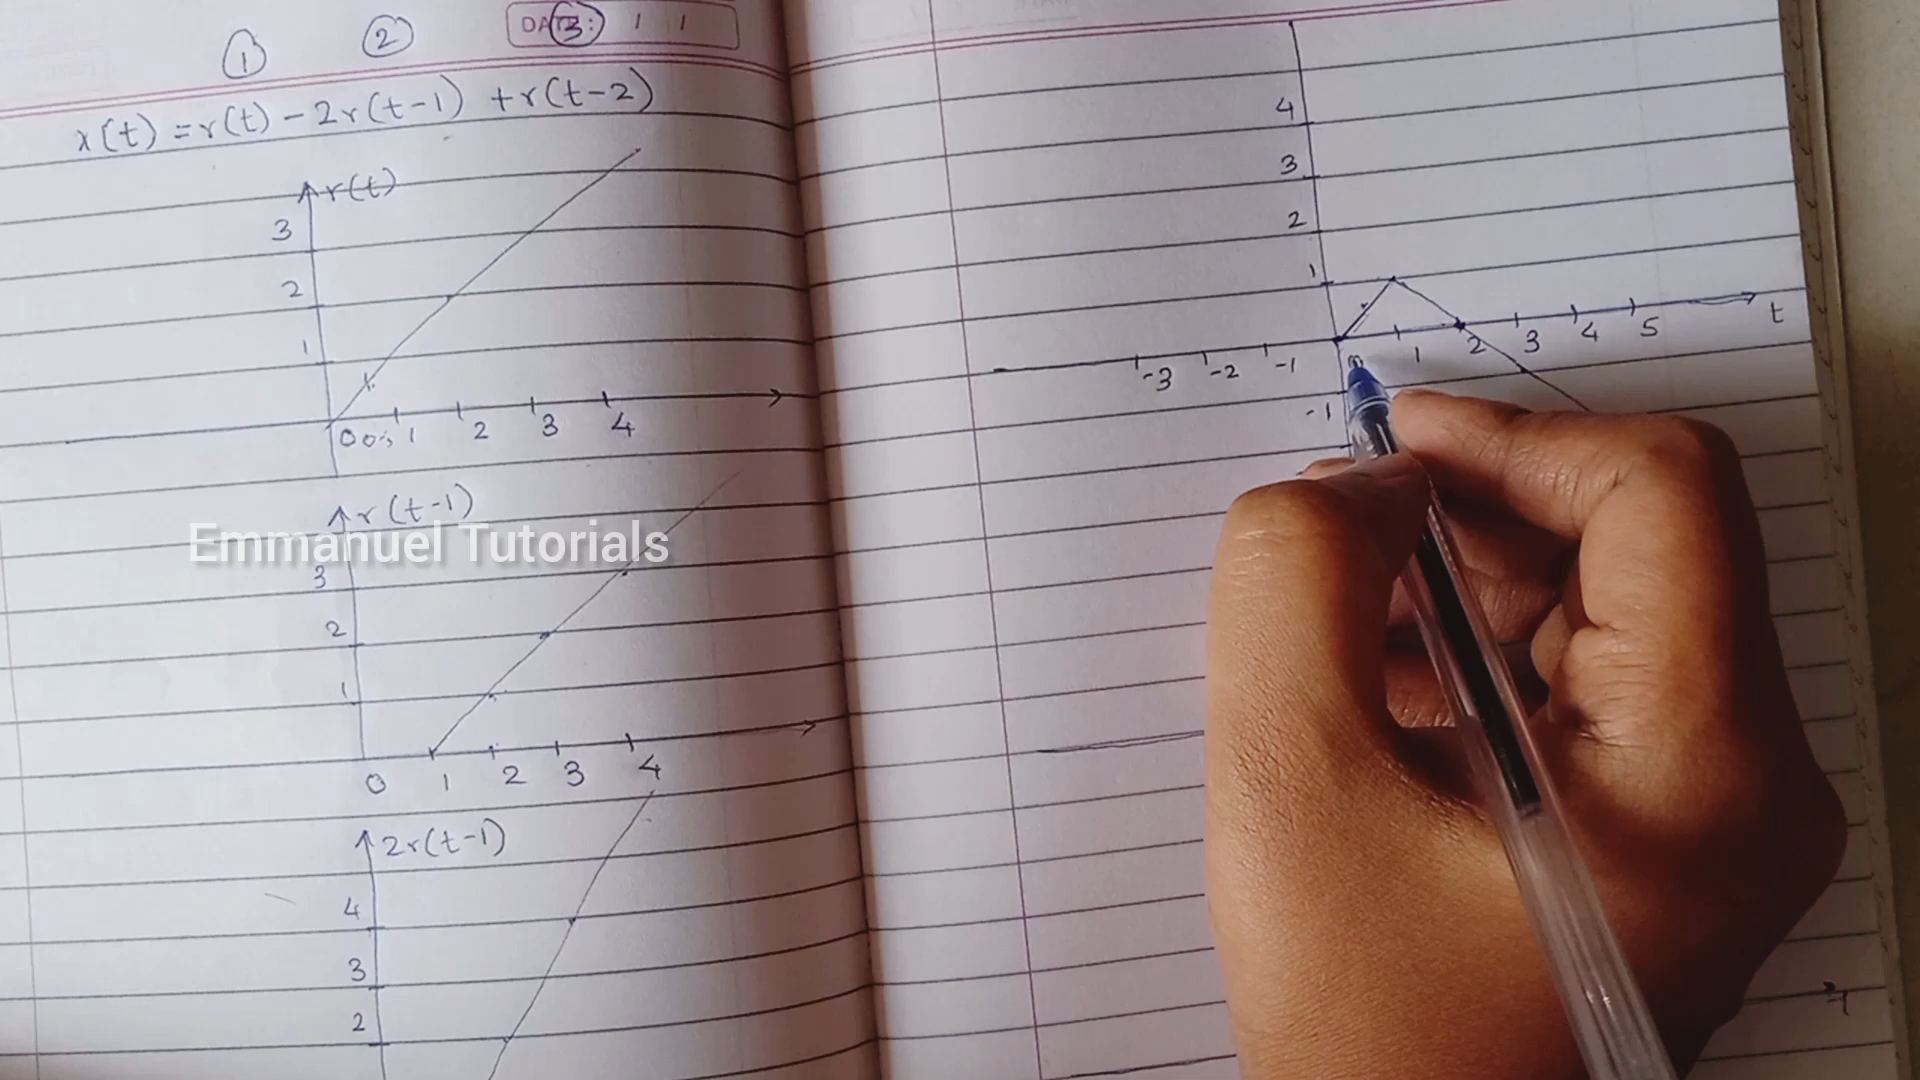 1 2 3
DATE: / /
x(t) = r(t) - 2r(t-1) + r(t-2)
r(t)
3
2
1
0 0.5 1 2 3 4
r(t-1)
Emmanuel Tutorials
3
2
1
0 1 2 3 4
2r(t-1)
4
3
2
4
3
2
1
-3 -2 -1 1 2 3 4 5 t
-1